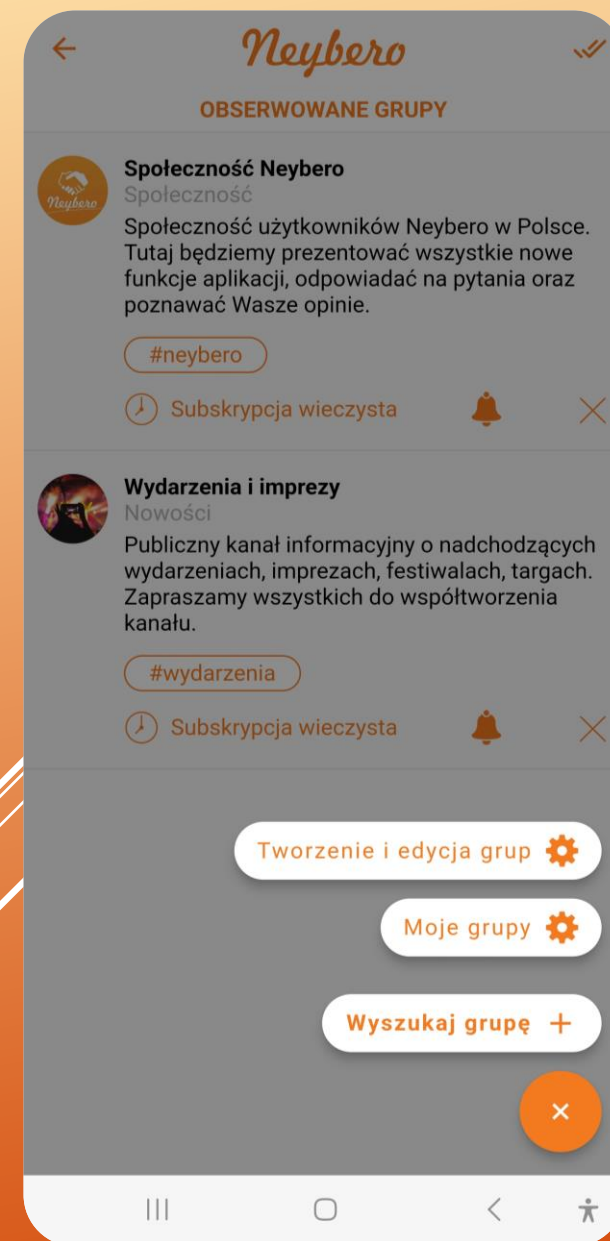 Neybero
OBSERWOWANE GRUPY
Neybero
Społeczność Neybero
Społeczność
Społeczność użytkowników Neybero w Polsce.
Tutaj będziemy prezentować wszystkie nowe
funkcje aplikacji, odpowiadać na pytania oraz
poznawać Wasze opinie.
#neybero
Subskrypcja wieczysta
Wydarzenia i imprezy
Nowości
Publiczny kanał informacyjny o nadchodzących
wydarzeniach, imprezach, festiwalach, targach.
Zapraszamy wszystkich do współtworzenia
kanału.
#wydarzenia
Subskrypcja wieczysta
Tworzenie i edycja grup
Moje grupy
Wyszukaj grupę +